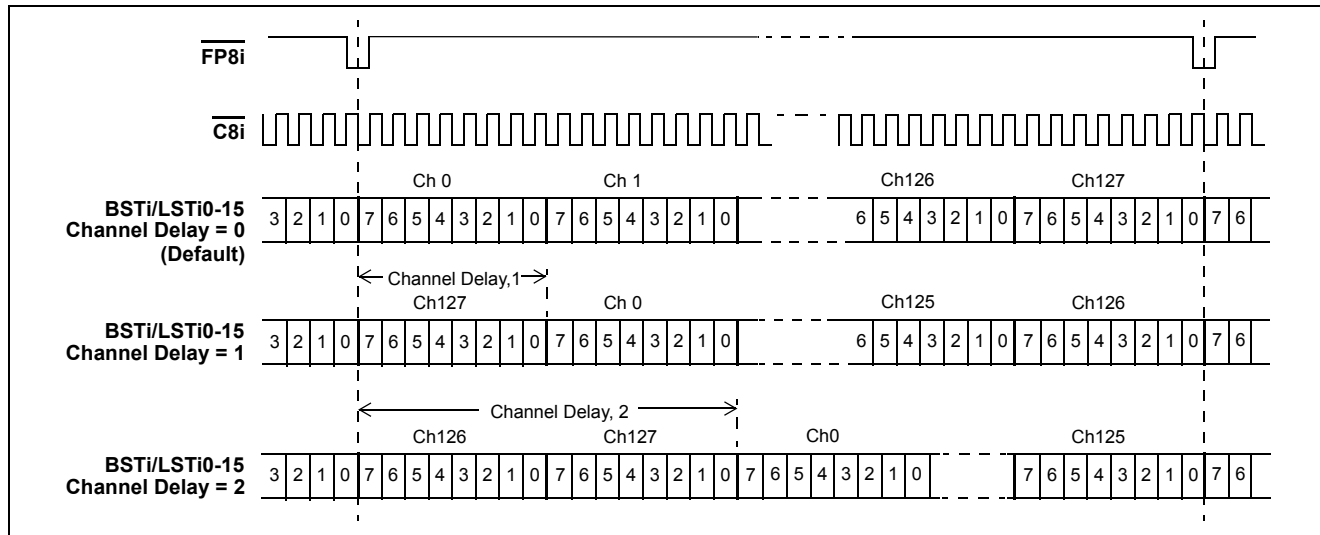 FP8i
C8i
Ch 0 Ch 1 Ch126 Ch127
BSTi/LSTi0-15
Channel Delay = 0
(Default)
3 2 1 0 7 6 5 4 3 2 1 0 7 6 5 4 3 2 1 0 6 5 4 3 2 1 0 7 6 5 4 3 2 1 0 7 6
Channel Delay,1
Ch127 Ch 0 Ch125 Ch126
BSTi/LSTi0-15
Channel Delay = 1
3 2 1 0 7 6 5 4 3 2 1 0 7 6 5 4 3 2 1 0 6 5 4 3 2 1 0 7 6 5 4 3 2 1 0 7 6
Channel Delay, 2
Ch126 Ch127 Ch0 Ch125
BSTi/LSTi0-15
Channel Delay = 2
3 2 1 0 7 6 5 4 3 2 1 0 7 6 5 4 3 2 1 0 7 6 5 4 3 2 1 0 7 6 5 4 3 2 1 0 7 6